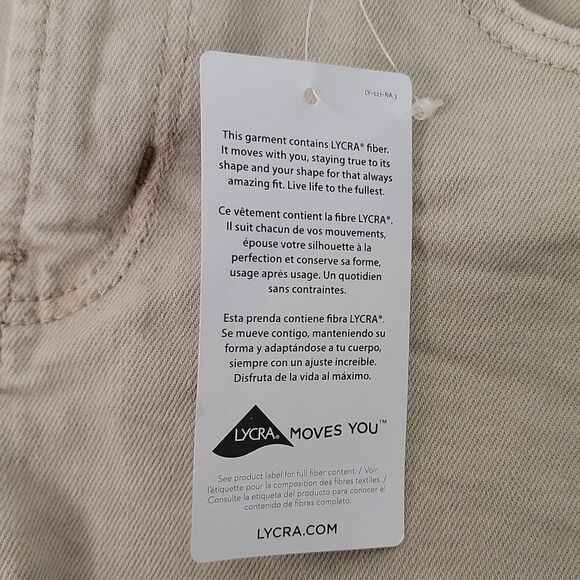 LY-121-NA.3
This garment contains LYCRA® fiber.
It moves with you, staying true to its
shape and your shape for that always
amazing fit. Live life to the fullest.
Ce vêtement contient la fibre LYCRA®.
Il suit chacun de vos mouvements,
épouse votre silhouette à la
perfection et conserve sa forme,
usage après usage. Un quotidien
sans contraintes.
Esta prenda contiene fibra LYCRA®.
Se mueve contigo, manteniendo su
forma y adaptándose a tu cuerpo,
siempre con un ajuste increíble.
Disfruta de la vida al máximo.
LYCRA® MOVES YOU™
See product label for full fiber content. / Voir
l'étiquette pour la composition des fibres textiles. /
Consulte la etiqueta del producto para conocer el
contenido de fibras completo.
LYCRA.COM